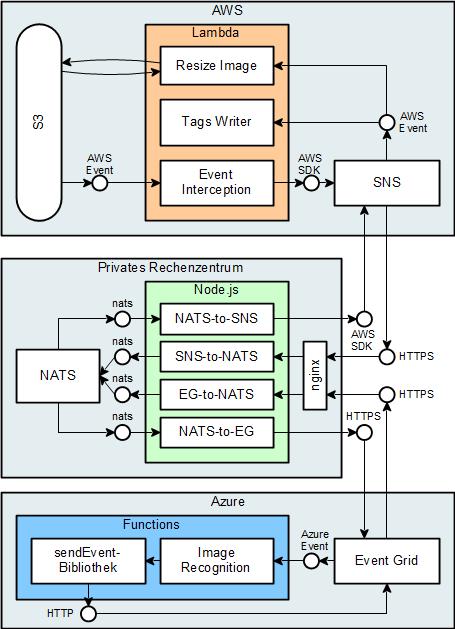 AWS
Lambda
S3
Resize Image
Tags Writer
AWS
Event
AWS
Event
Event
Interception
AWS
SDK
SNS
Privates Rechenzentrum
Node.js
nats
NATS-to-SNS
AWS
SDK
nats
SNS-to-NATS
nginx
HTTPS
NATS
nats
EG-to-NATS
HTTPS
nats
NATS-to-EG
HTTPS
Azure
Functions
sendEvent-
Bibliothek
Image
Recognition
Azure
Event
Event Grid
HTTP